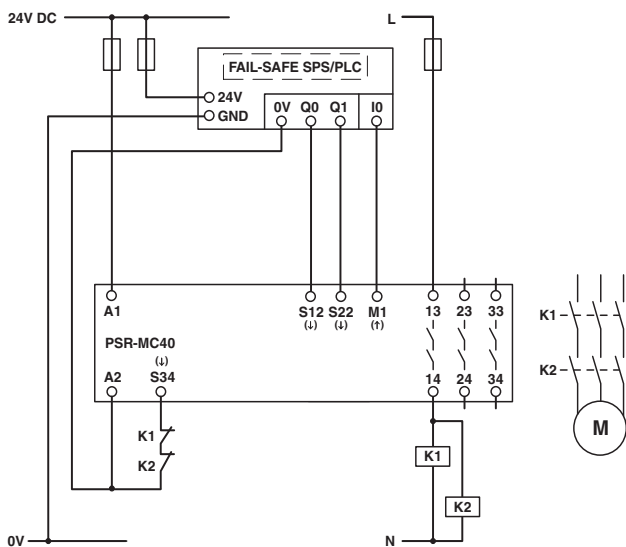 24V DC
L
FAIL-SAFE SPS/PLC
24V
GND
0V Q0 Q1 I0
A1
S12 S22 M1 13 23 33
(↓) (↓) (↑)
PSR-MC40
(↓)
A2 S34
14 24 34
K1
K2
K1
K2
K1
K2
M
0V
N